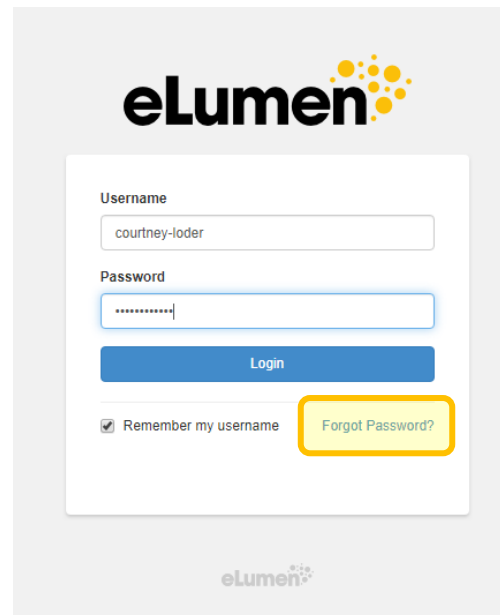 eLumen
Username
courtney-loder
Password
••••••••••••
Login
Remember my username Forgot Password?
eLumen